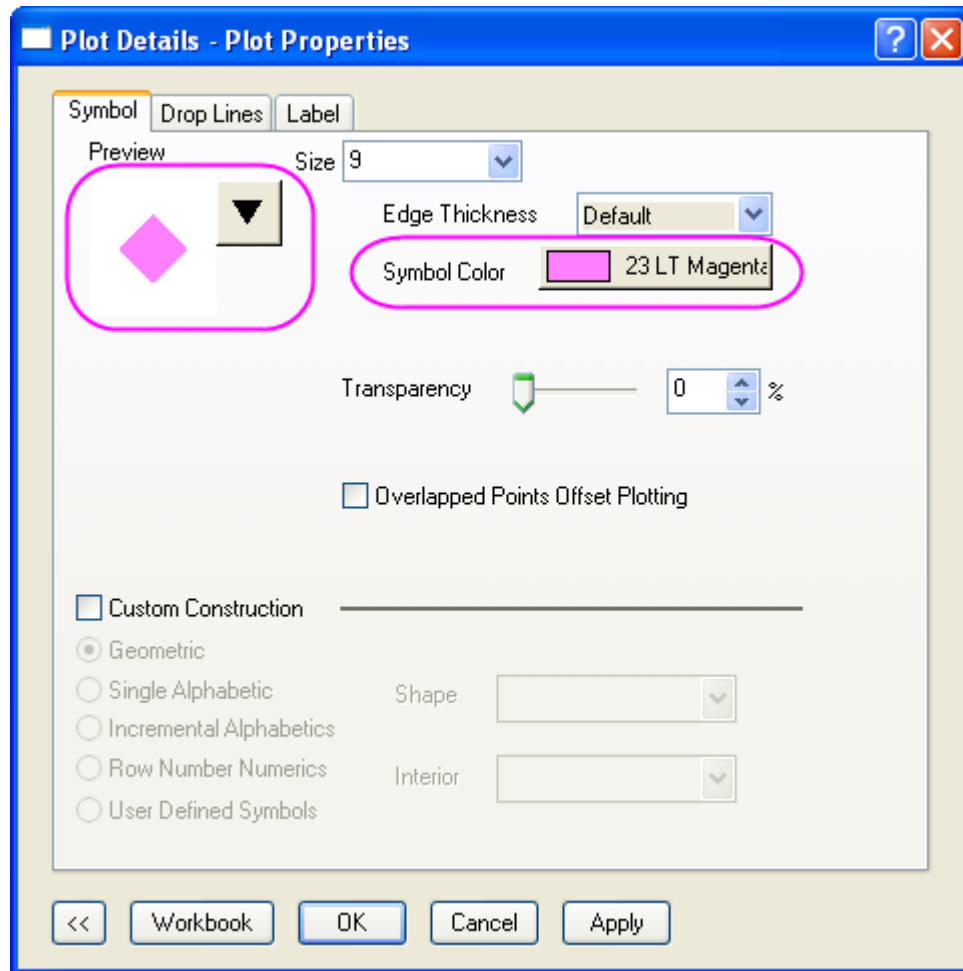 Plot Details - Plot Properties
Symbol Drop Lines Label
Preview Size 9
Edge Thickness Default
Symbol Color 23 LT Magenta
Transparency 0 %
Overlapped Points Offset Plotting
Custom Construction
Geometric
Single Alphabetic Shape
Incremental Alphabetics
Row Number Numerics Interior
User Defined Symbols
<< Workbook OK Cancel Apply